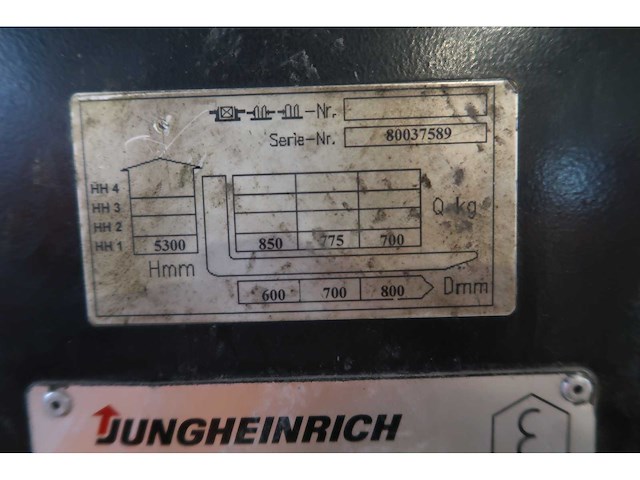 -Nr.
Serie-Nr. 80037589
HH 4
HH 3
Q kg
HH 2
HH 1 5300 850 775 700
Hmm
600 700 800 Dmm
JUNGHEINRICH